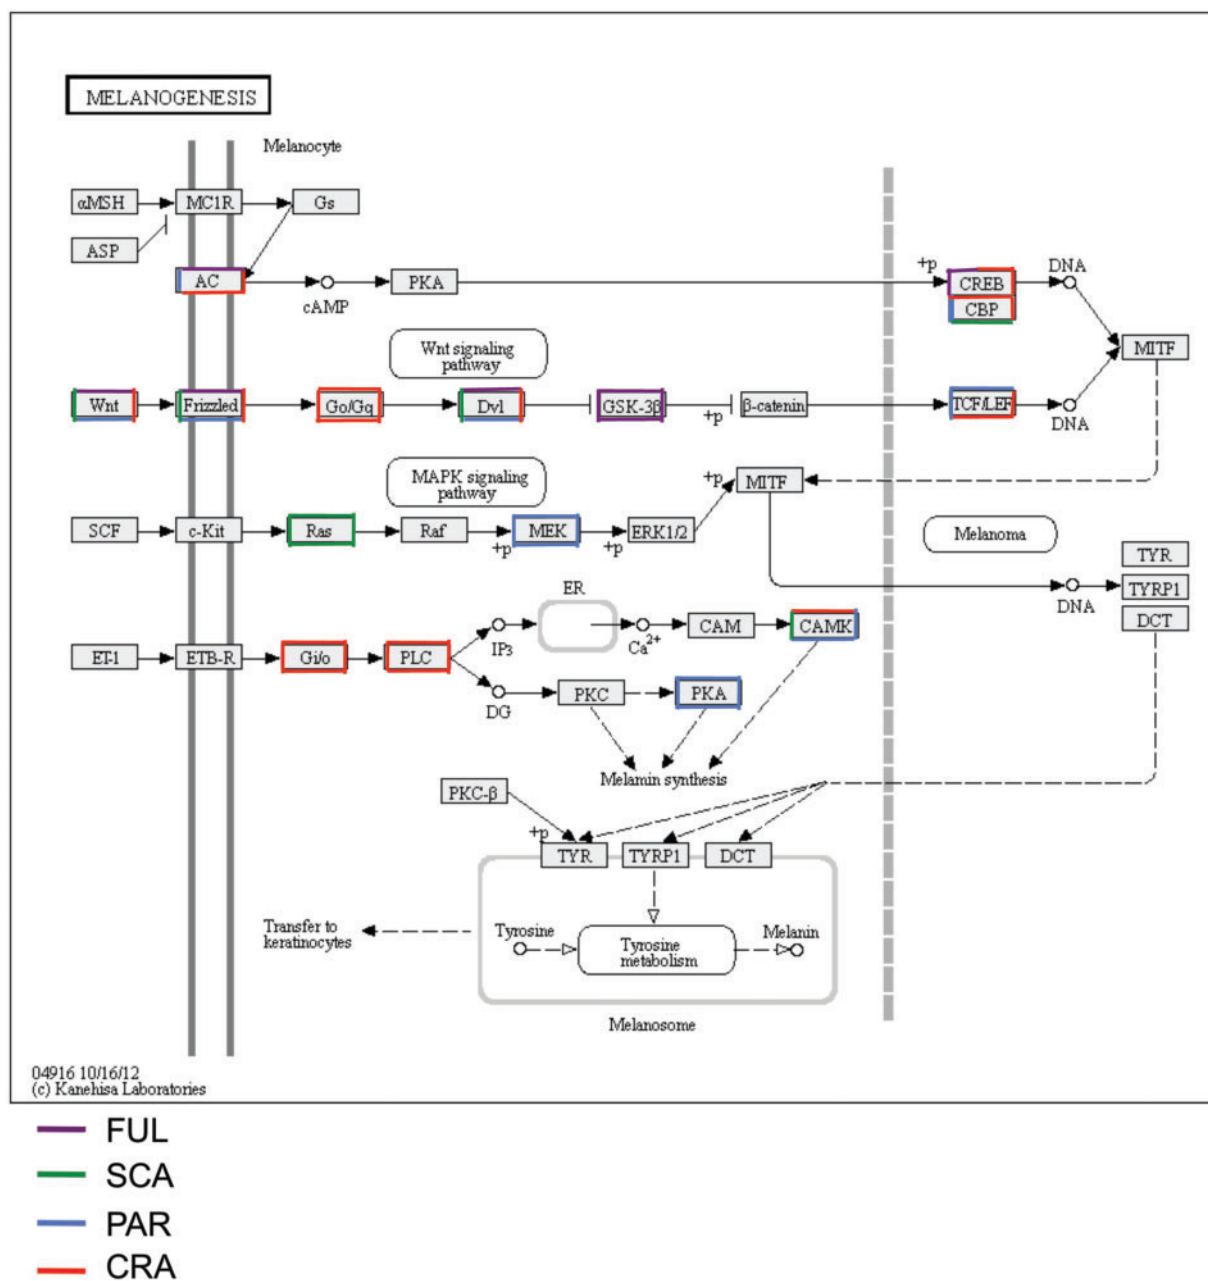 MELANOGENESIS
Melanocyte
αMSH
MC1R
Gs
ASP
AC
cAMP
PKA
+p
CREB
CBP
DNA
MITF
Wnt signaling
pathway
Wnt
Frizzled
Go/Gq
Dvl
GSK-3β
+p
β-catenin
TCF/LEF
DNA
MAPK signaling
pathway
+p
MITF
SCF
c-Kit
Ras
Raf
+p
MEK
+p
ERK1/2
Melanoma
TYR
TYRP1
DCT
DNA
ER
ET-1
ETB-R
Gi/o
PLC
IP3
Ca2+
CAM
CAMK
DG
PKC
PKA
Melamin synthesis
PKC-β
+p
TYR
TYRP1
DCT
Transfer to
keratinocytes
Tyrosine
Tyrosine
metabolism
Melanin
Melanosome
04916 10/16/12
(c) Kanehisa Laboratories
FUL
SCA
PAR
CRA